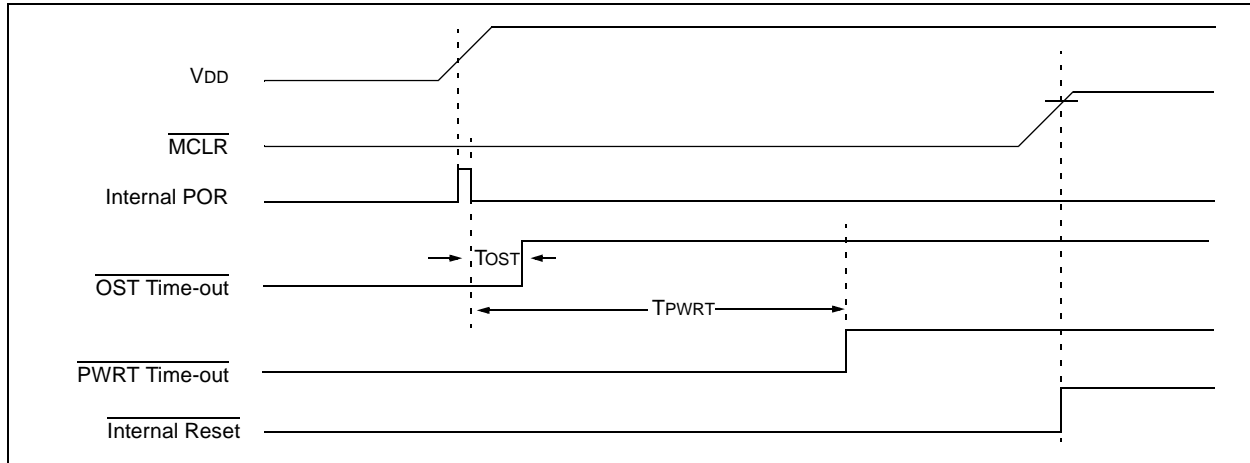 VDD
MCLR
Internal POR
TOST
OST Time-out
TPWRT
PWRT Time-out
Internal Reset